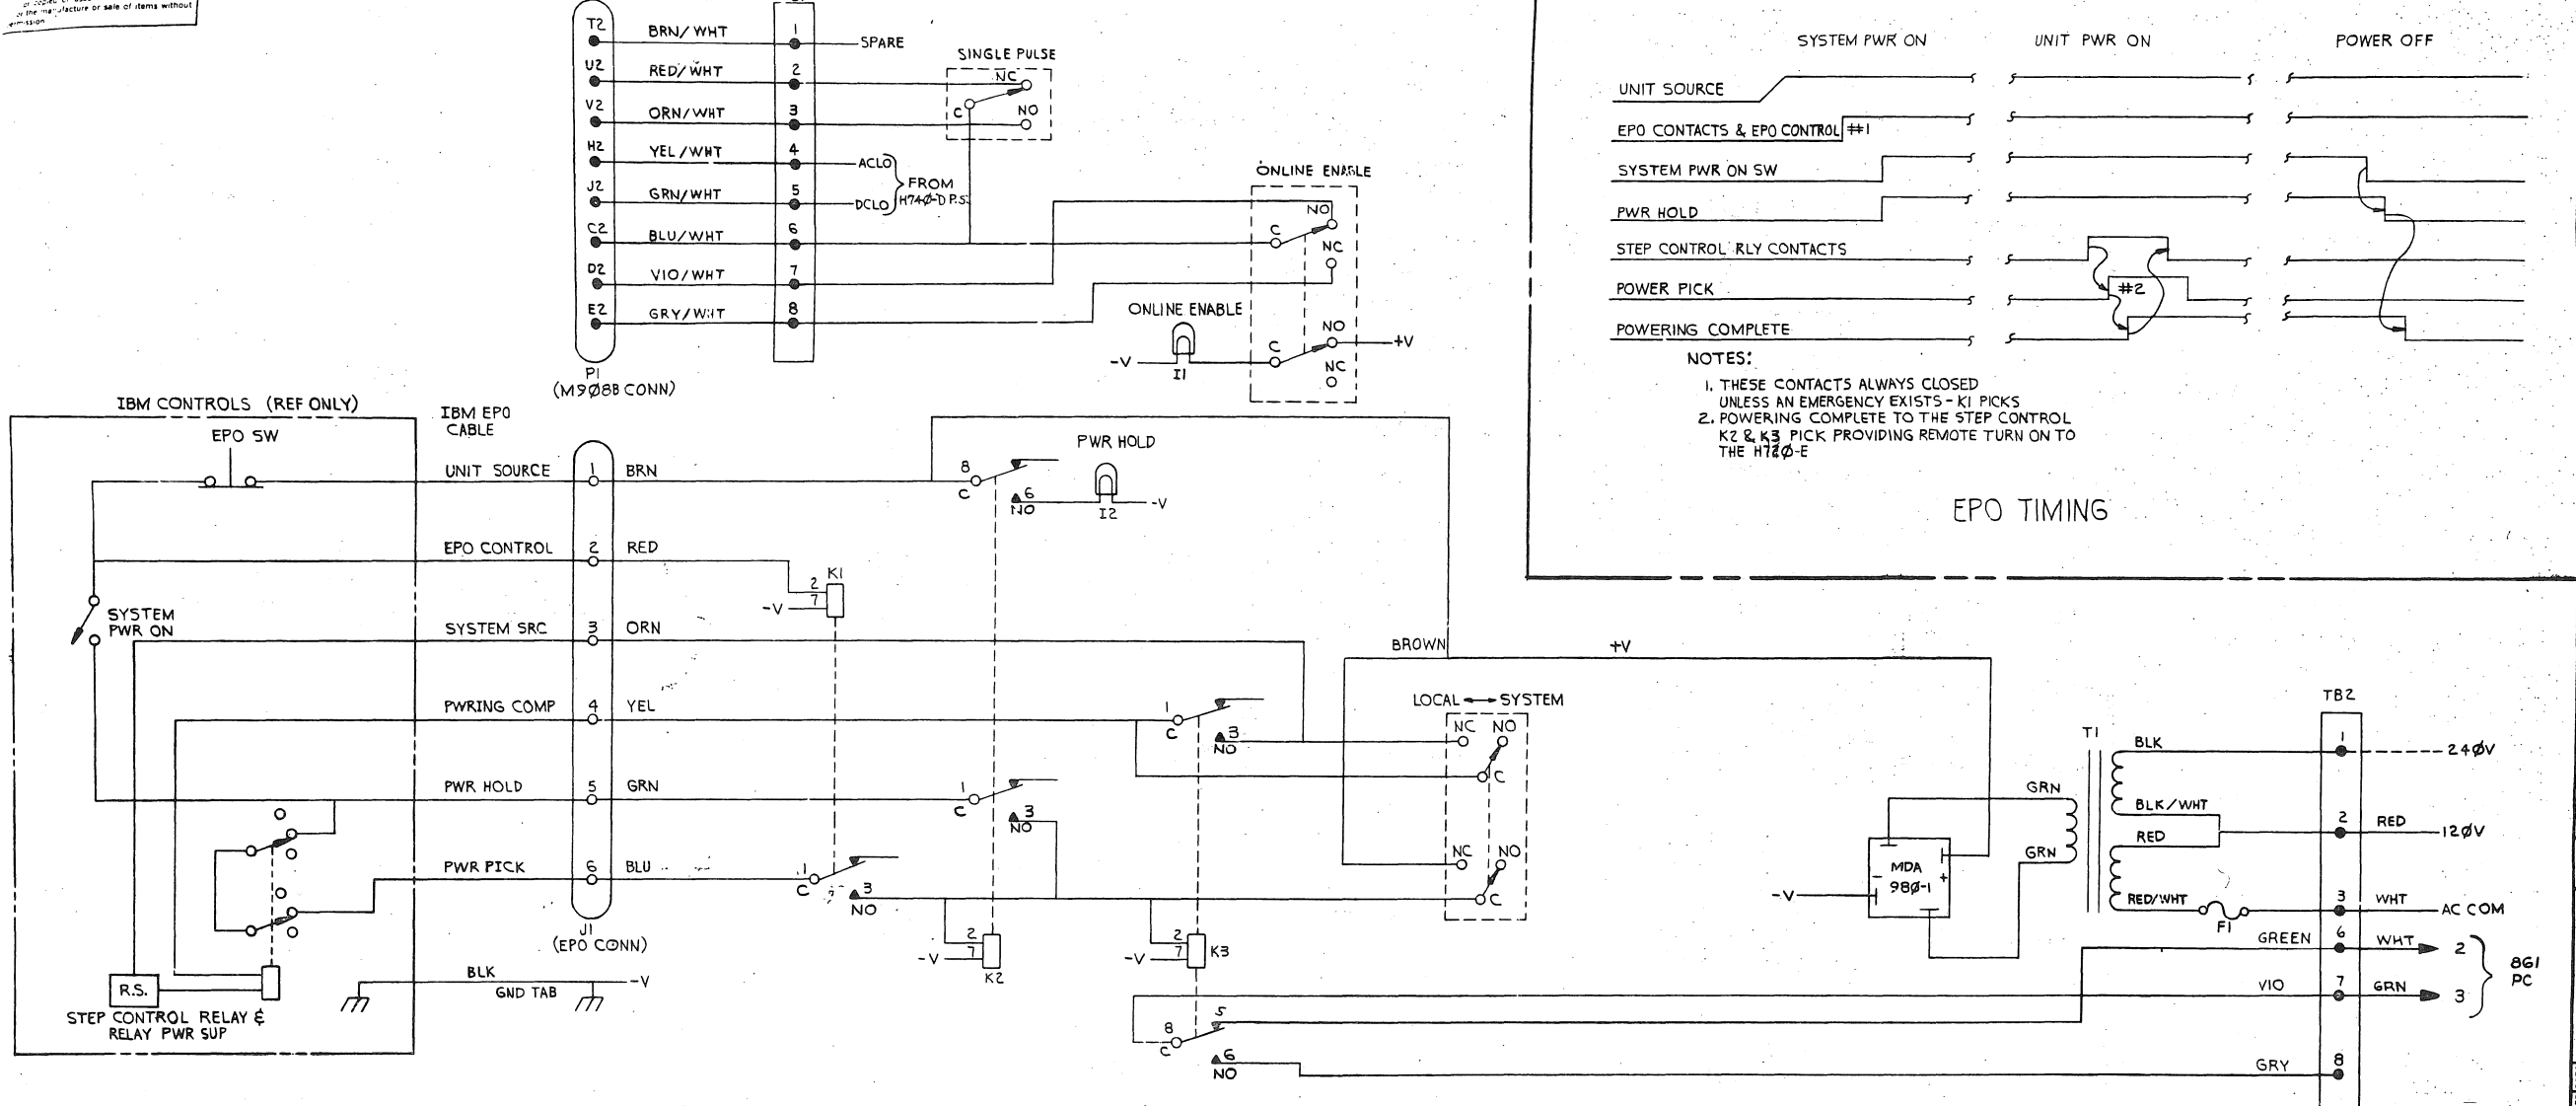 or the manufacture or sale of items without
permission
T2 BRN/WHT 1 SPARE
U2 RED/WHT 2
V2 ORN/WHT 3
H2 YEL/WHT 4 ACLO
J2 GRN/WHT 5 DCLO
FROM
H74Ø-D P.S.
C2 BLU/WHT 6
D2 VIO/WHT 7
E2 GRY/WHT 8
P1
(M9Ø8B CONN)
SINGLE PULSE
NC
C
NO
ONLINE ENABLE
NO
C
NC
ONLINE ENABLE
-V
I1
C
NO
+V
NC
SYSTEM PWR ON UNIT PWR ON POWER OFF
UNIT SOURCE
EPO CONTACTS & EPO CONTROL #1
SYSTEM PWR ON SW
PWR HOLD
STEP CONTROL RLY CONTACTS
POWER PICK #2
POWERING COMPLETE
NOTES:
1. THESE CONTACTS ALWAYS CLOSED
UNLESS AN EMERGENCY EXISTS - K1 PICKS
2. POWERING COMPLETE TO THE STEP CONTROL
K2 & K3 PICK PROVIDING REMOTE TURN ON TO
THE H720-E
EPO TIMING
IBM CONTROLS (REF ONLY)
EPO SW
SYSTEM
PWR ON
R.S.
STEP CONTROL RELAY &
RELAY PWR SUP
IBM EPO
CABLE
UNIT SOURCE 1 BRN
EPO CONTROL 2 RED
SYSTEM SRC 3 ORN
PWRING COMP 4 YEL
PWR HOLD 5 GRN
PWR PICK 6 BLU
J1
(EPO CONN)
BLK
GND TAB
-V
8
C
6
NO
PWR HOLD
I2
-V
K1
2
7
-V
1
C
3
NO
1
C
3
NO
1
C
3
NO
2
7
-V
K2
2
7
-V
K3
8
C
5
6
NO
BROWN
+V
LOCAL ⟷ SYSTEM
NC NO
C
NC NO
C
MDA
98Ø-1
-
+
-V
GRN
GRN
T1
BLK
BLK/WHT
RED
RED/WHT
F1
TB2
1 24ØV
2 RED 12ØV
3 WHT AC COM
GREEN 6 WHT 2
VIO 7 GRN 3
861
PC
GRY 8